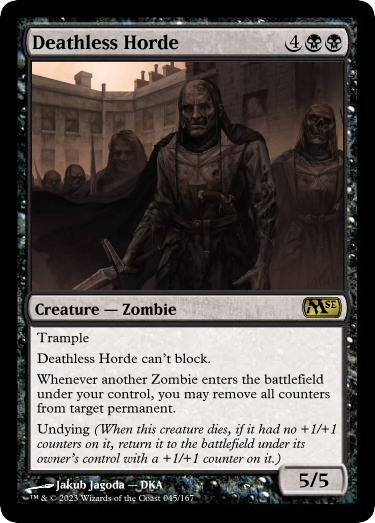 Deathless Horde 4
Creature — Zombie MSE
Trample
Deathless Horde can't block.
Whenever another Zombie enters the battlefield
under your control, you may remove all counters
from target permanent.
Undying (When this creature dies, if it had no +1/+1
counters on it, return it to the battlefield under its
owner's control with a +1/+1 counter on it.)
5/5
Jakub Jagoda — DKA
™ & © 2023 Wizards of the Coast 045/167